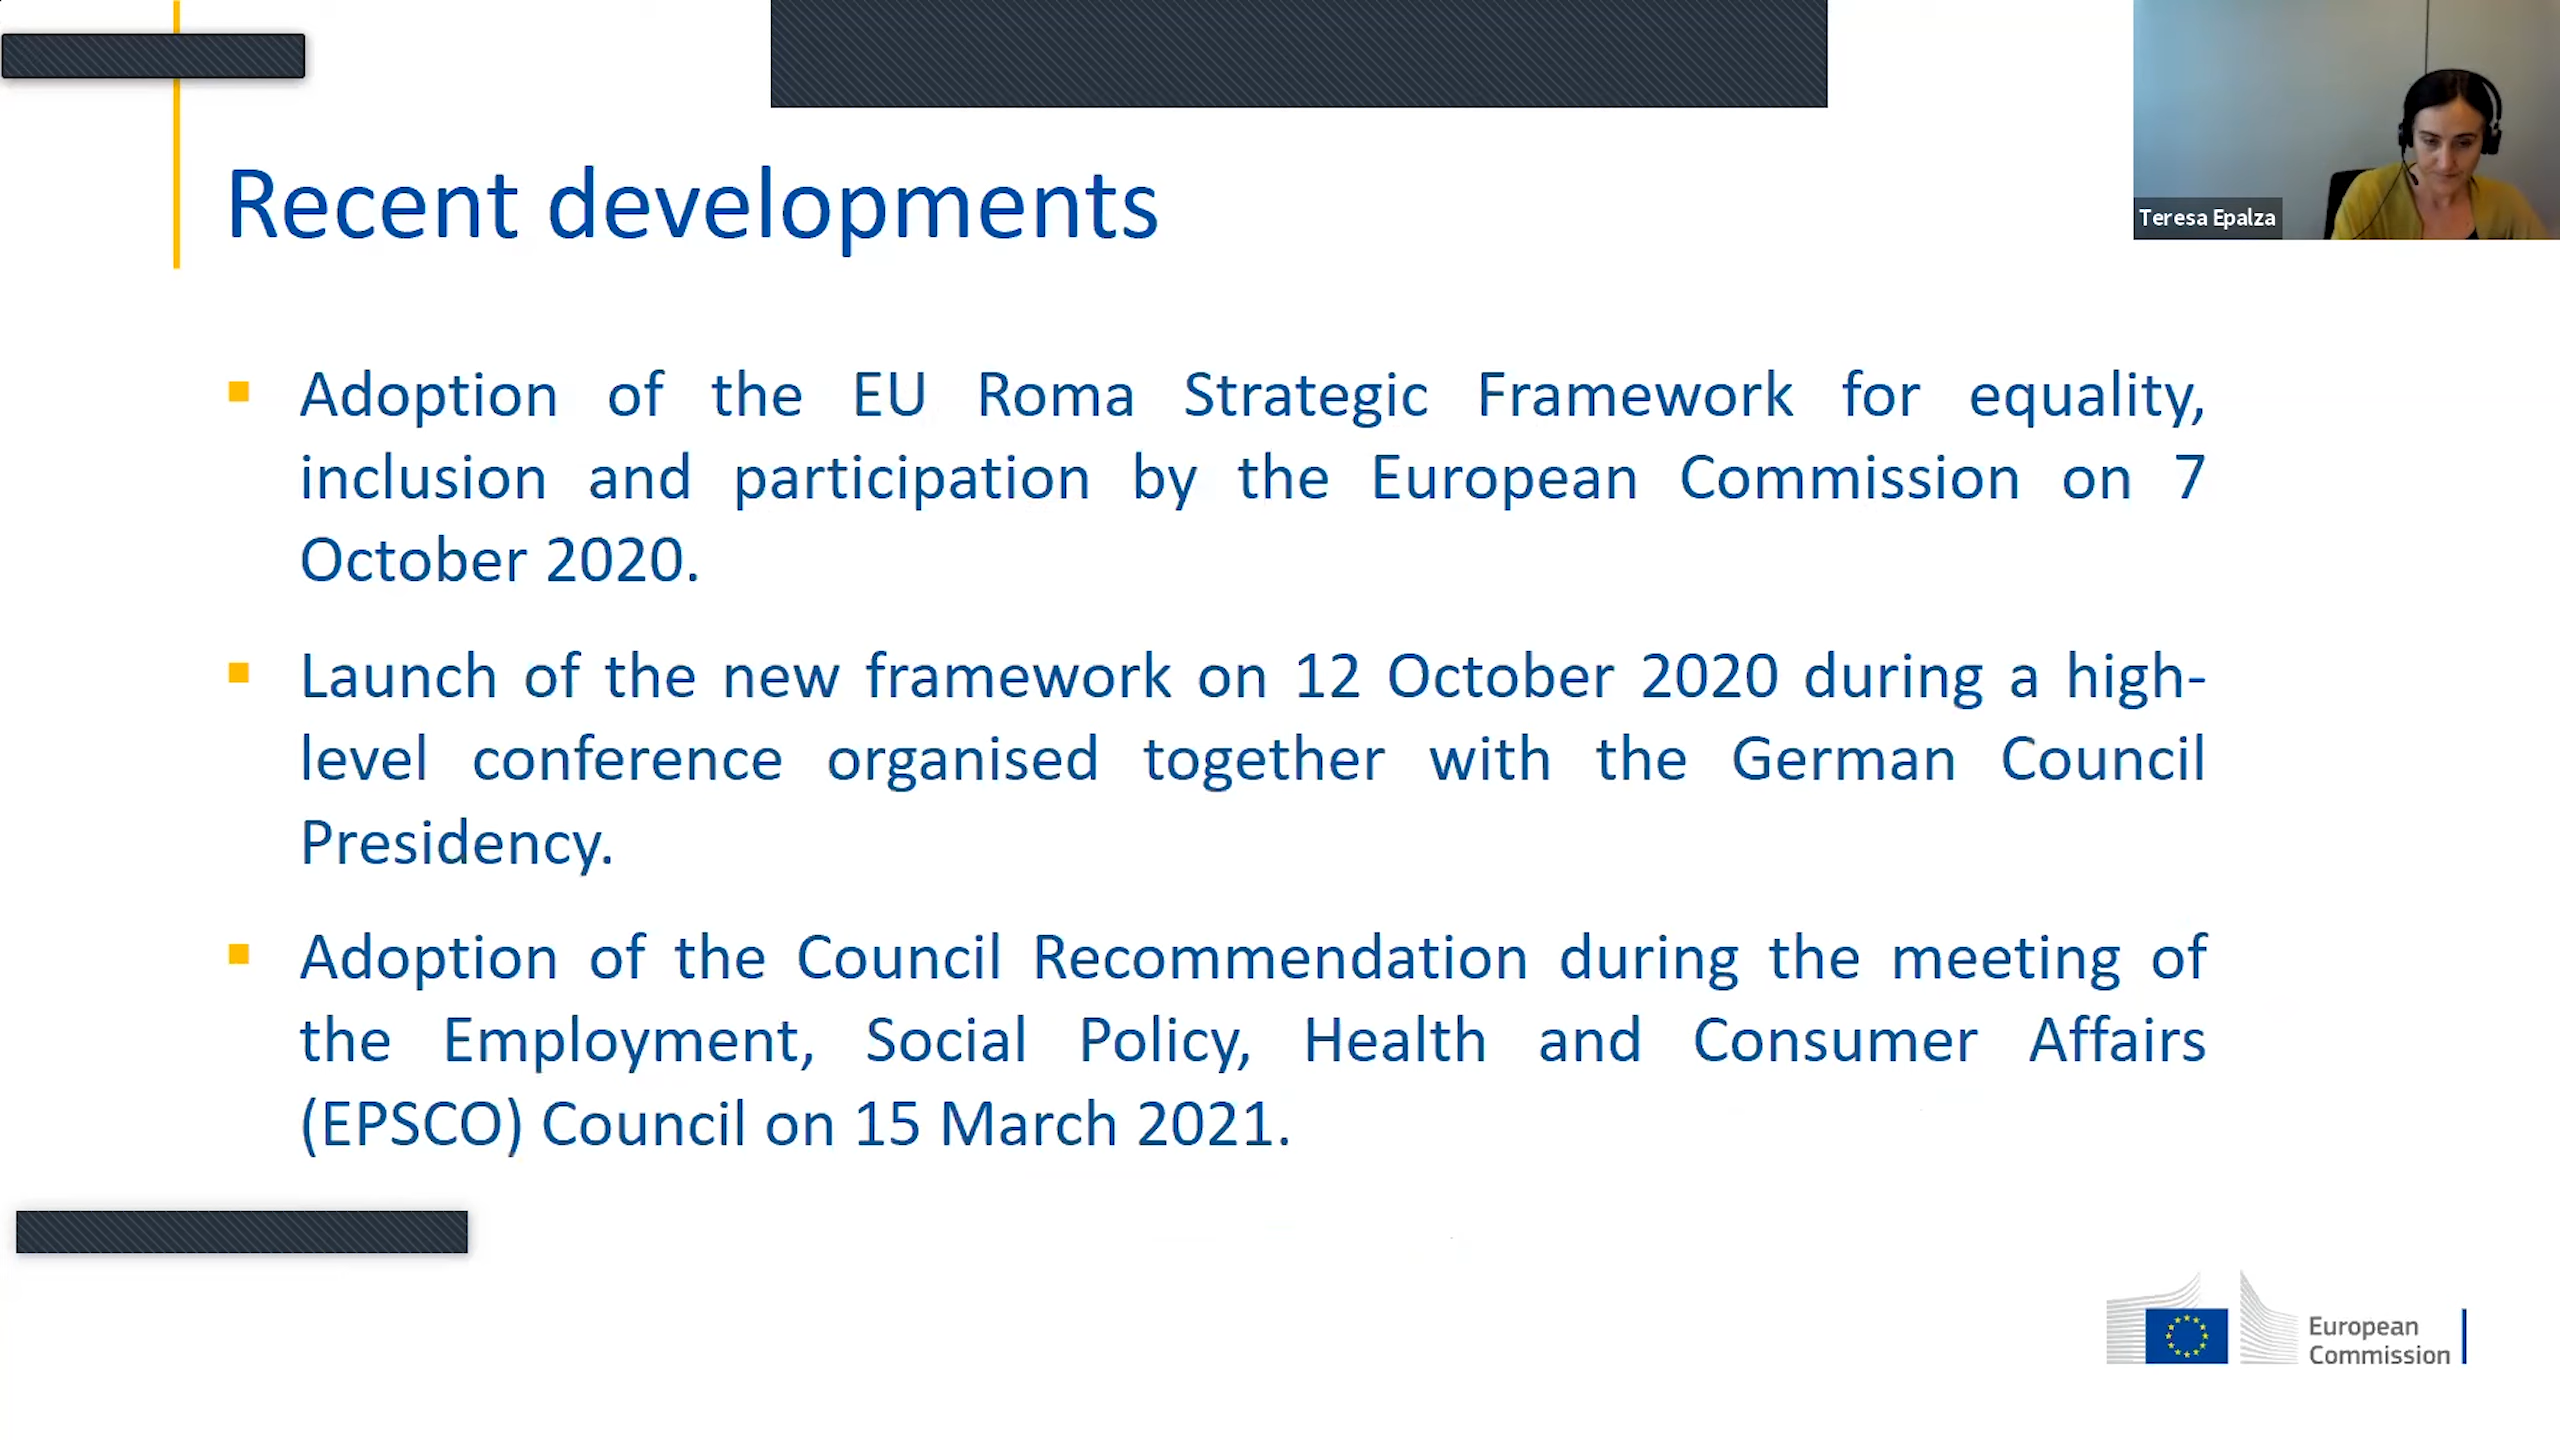 Teresa Epalza
Recent developments
Adoption of the EU Roma Strategic Framework for equality,
inclusion and participation by the European Commission on 7
October 2020.
Launch of the new framework on 12 October 2020 during a high-
level conference organised together with the German Council
Presidency.
Adoption of the Council Recommendation during the meeting of
the Employment, Social Policy, Health and Consumer Affairs
(EPSCO) Council on 15 March 2021.
European
Commission